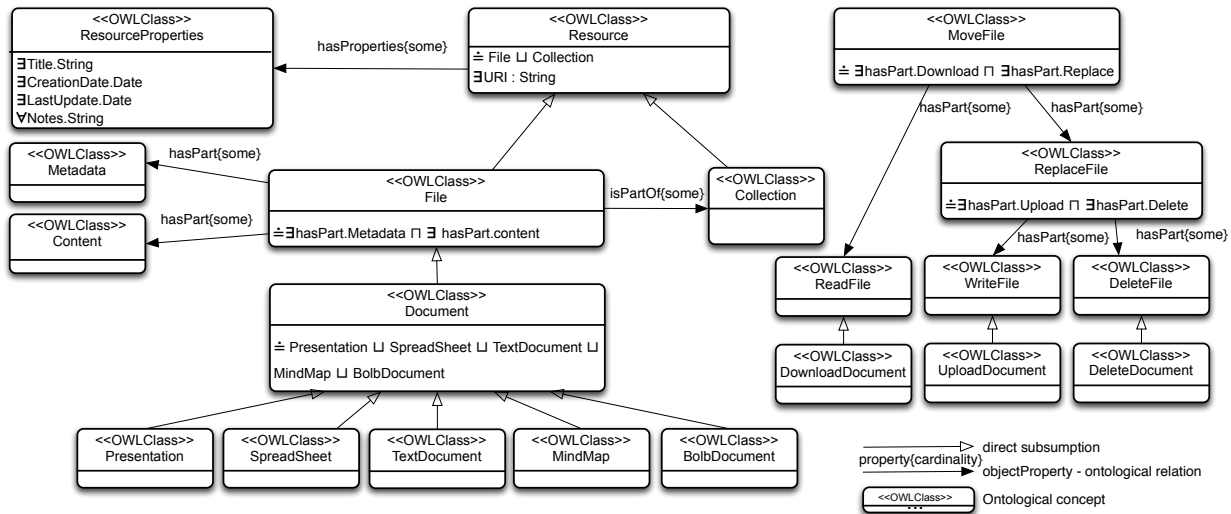 <<OWLClass>>
ResourceProperties
∃Title.String
∃CreationDate.Date
∃LastUpdate.Date
∀Notes.String
hasProperties{some}
<<OWLClass>>
Resource
≐ File ⊔ Collection
∃URI : String
<<OWLClass>>
MoveFile
≐ ∃hasPart.Download ⊓ ∃hasPart.Replace
hasPart{some}
hasPart{some}
<<OWLClass>>
Metadata
hasPart{some}
<<OWLClass>>
Content
hasPart{some}
<<OWLClass>>
File
≐∃hasPart.Metadata ⊓ ∃ hasPart.content
isPartOf{some}
<<OWLClass>>
Collection
<<OWLClass>>
ReplaceFile
≐∃hasPart.Upload ⊓ ∃hasPart.Delete
hasPart{some}
hasPart{some}
<<OWLClass>>
ReadFile
<<OWLClass>>
WriteFile
<<OWLClass>>
DeleteFile
<<OWLClass>>
Document
≐ Presentation ⊔ SpreadSheet ⊔ TextDocument ⊔
MindMap ⊔ BolbDocument
<<OWLClass>>
DownloadDocument
<<OWLClass>>
UploadDocument
<<OWLClass>>
DeleteDocument
<<OWLClass>>
Presentation
<<OWLClass>>
SpreadSheet
<<OWLClass>>
TextDocument
<<OWLClass>>
MindMap
<<OWLClass>>
BolbDocument
direct subsumption
property{cardinality}
objectProperty - ontological relation
<<OWLClass>>
...
Ontological concept